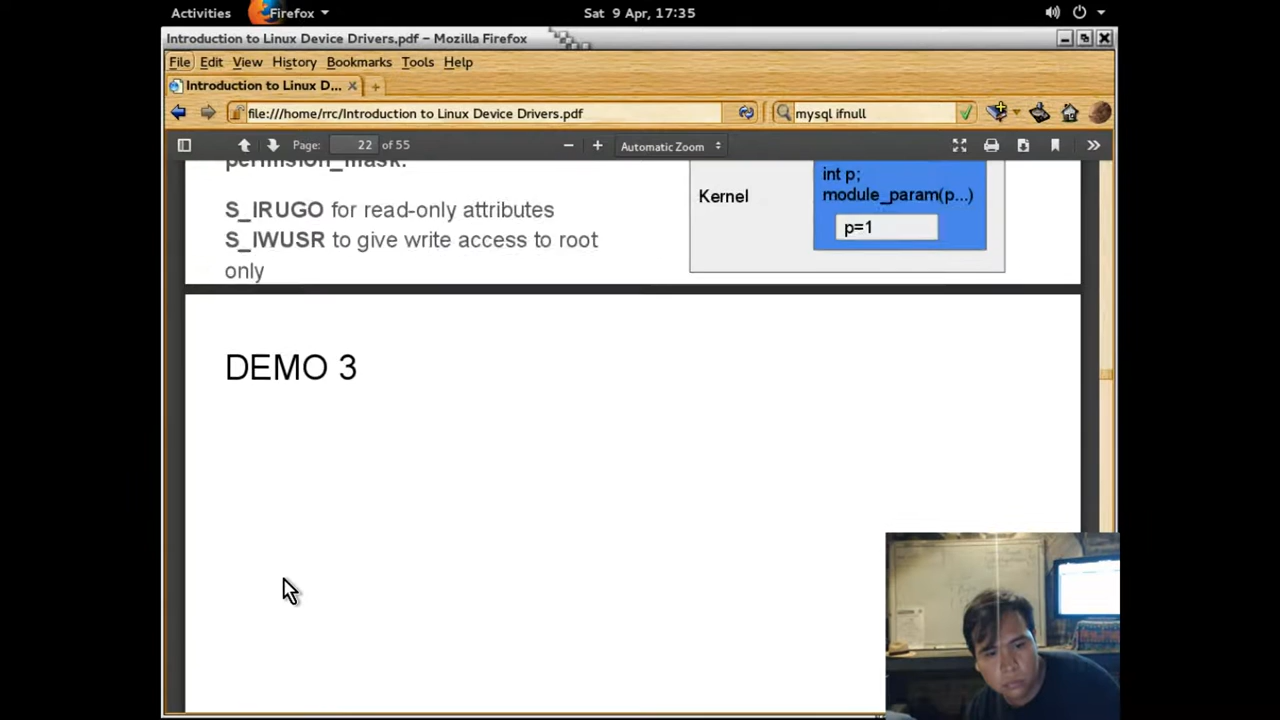 Activities
Firefox
Sat 9 Apr, 17:35
Introduction to Linux Device Drivers.pdf - Mozilla Firefox
File Edit View History Bookmarks Tools Help
Introduction to Linux D...
file:///home/rrc/Introduction to Linux Device Drivers.pdf
mysql ifnull
Page: 22 of 55
Automatic Zoom
permision_mask:
S_IRUGO for read-only attributes
S_IWUSR to give write access to root
only
Kernel
int p;
module_param(p...)
p=1
DEMO 3